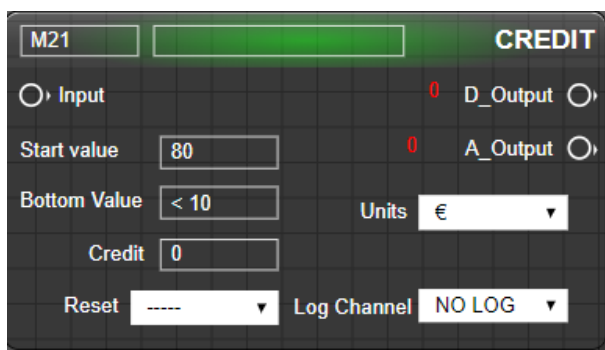 M21 CREDIT
Input 0 D_Output
Start value 80 0 A_Output
Bottom Value < 10 Units €
Credit 0
Reset ----- Log Channel NO LOG